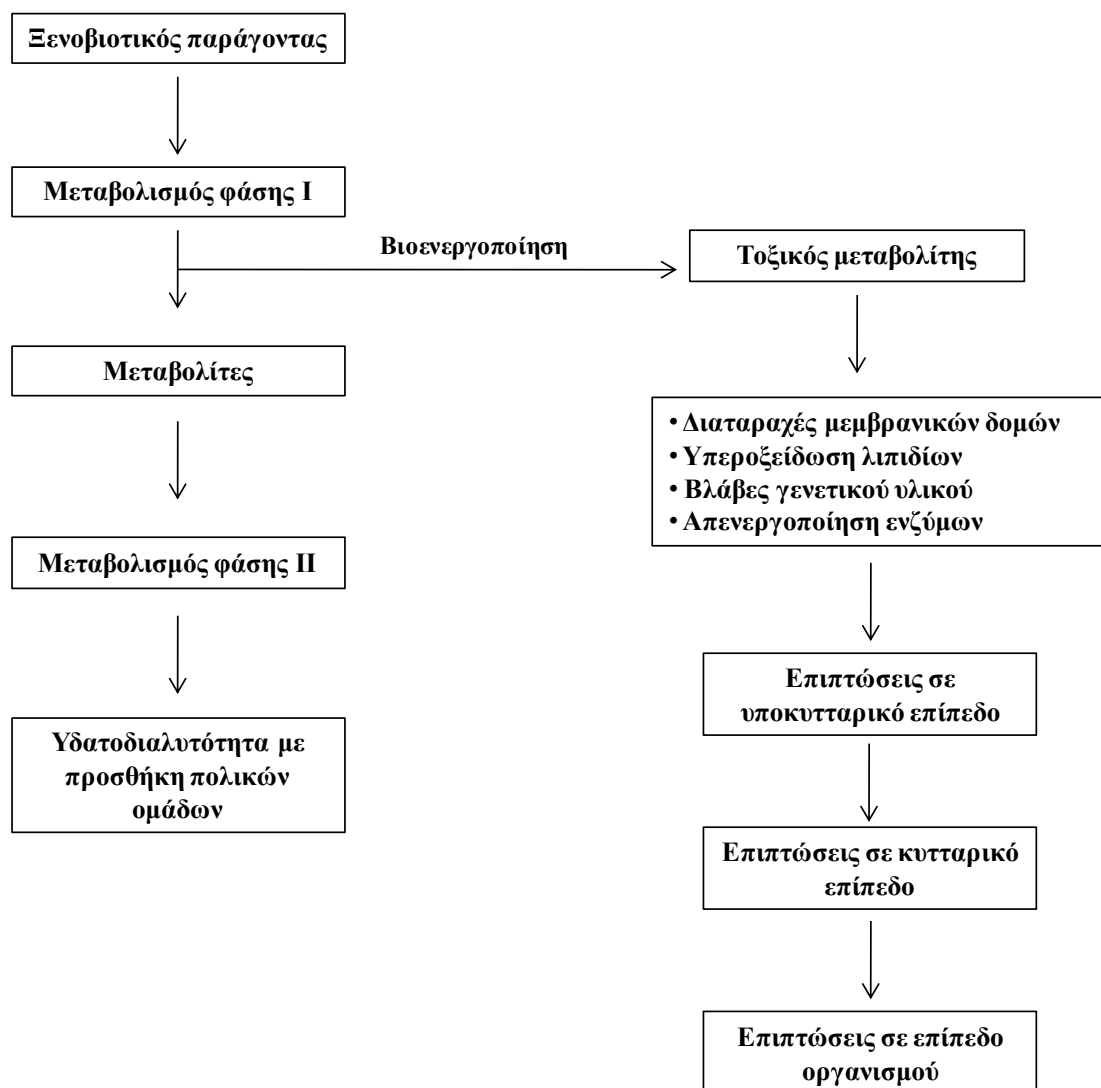 Ξενοβιοτικός παράγοντας
Μεταβολισμός φάσης Ι
Βιοενεργοποίηση
Τοξικός μεταβολίτης
Μεταβολίτες
• Διαταραχές μεμβρανικών δομών
• Υπεροξείδωση λιπιδίων
• Βλάβες γενετικού υλικού
• Απενεργοποίηση ενζύμων
Μεταβολισμός φάσης ΙΙ
Επιπτώσεις σε
υποκυτταρικό επίπεδο
Υδατοδιαλυτότητα με
προσθήκη πολικών
ομάδων
Επιπτώσεις σε κυτταρικό
επίπεδο
Επιπτώσεις σε επίπεδο
οργανισμού